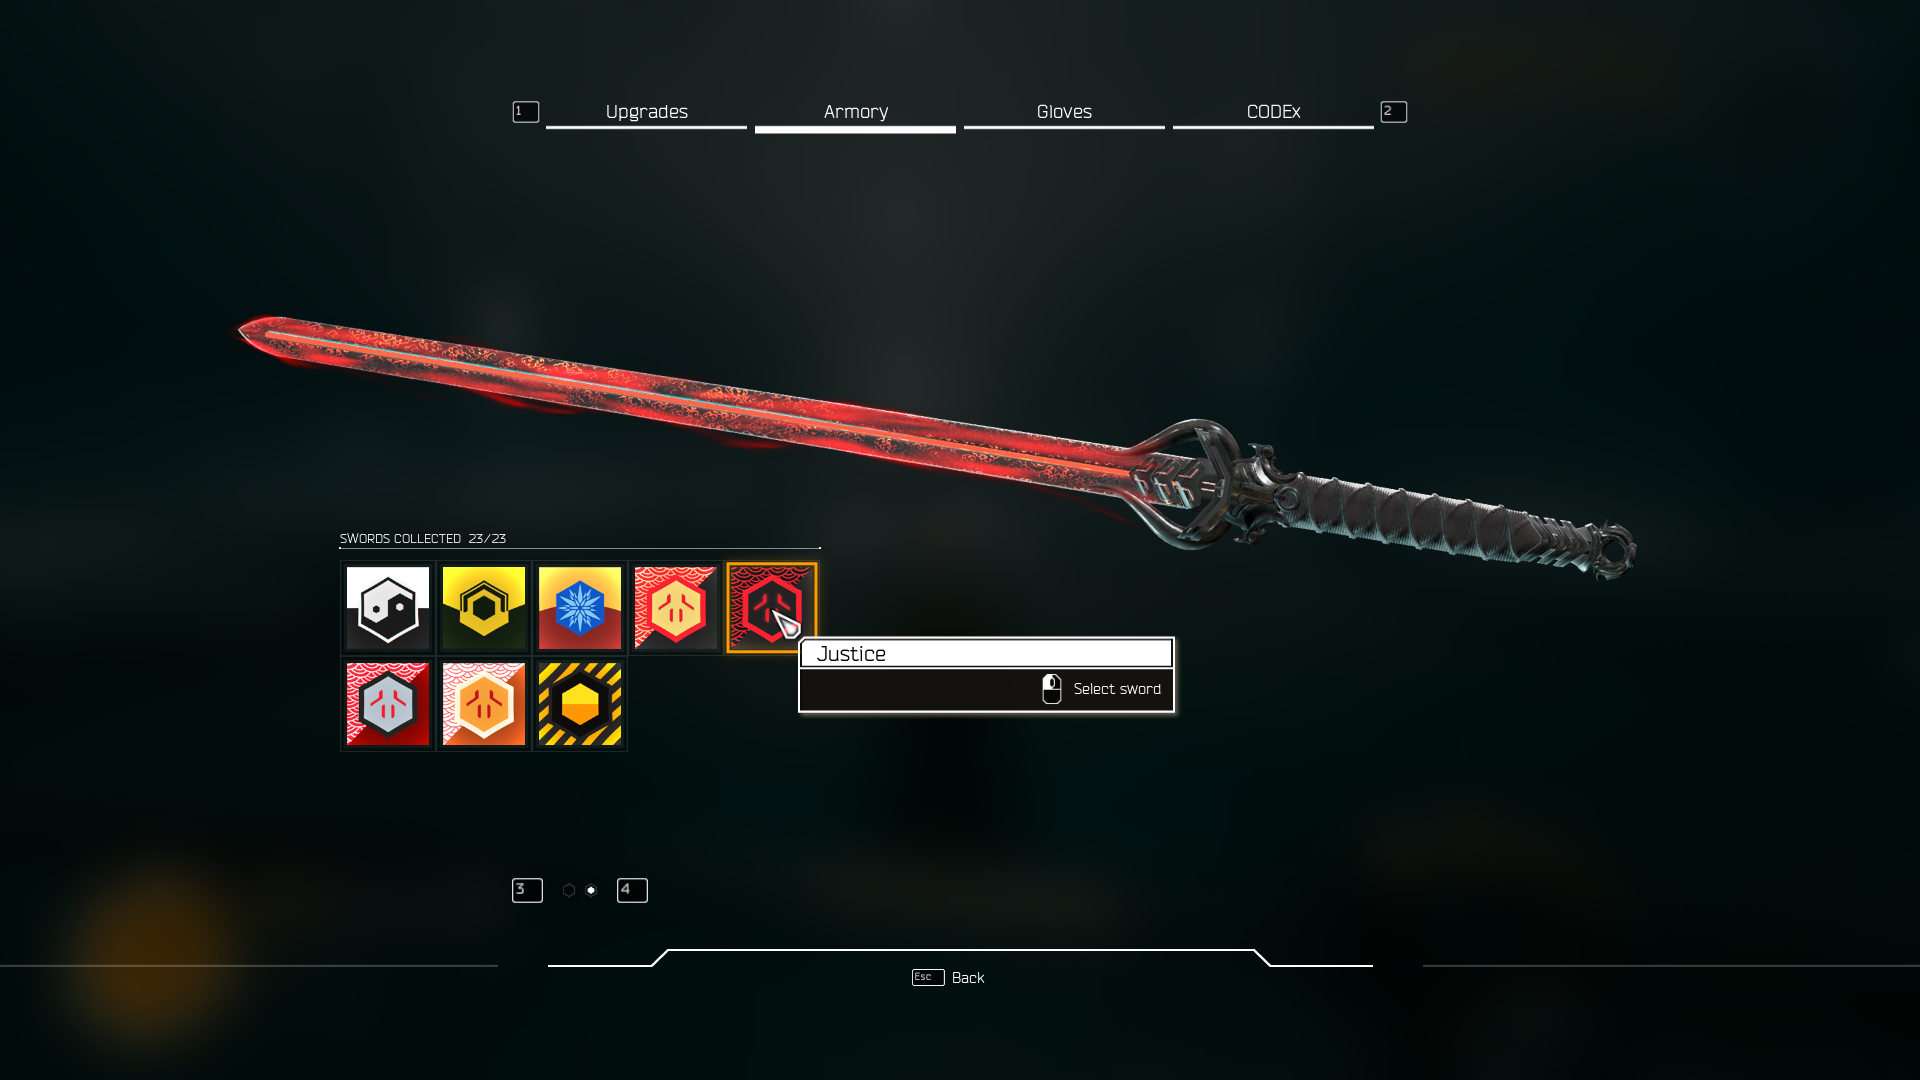 1 Upgrades Armory Gloves CODEx 2
SWORDS COLLECTED 23/23
Justice
Select sword
3 4
Esc Back